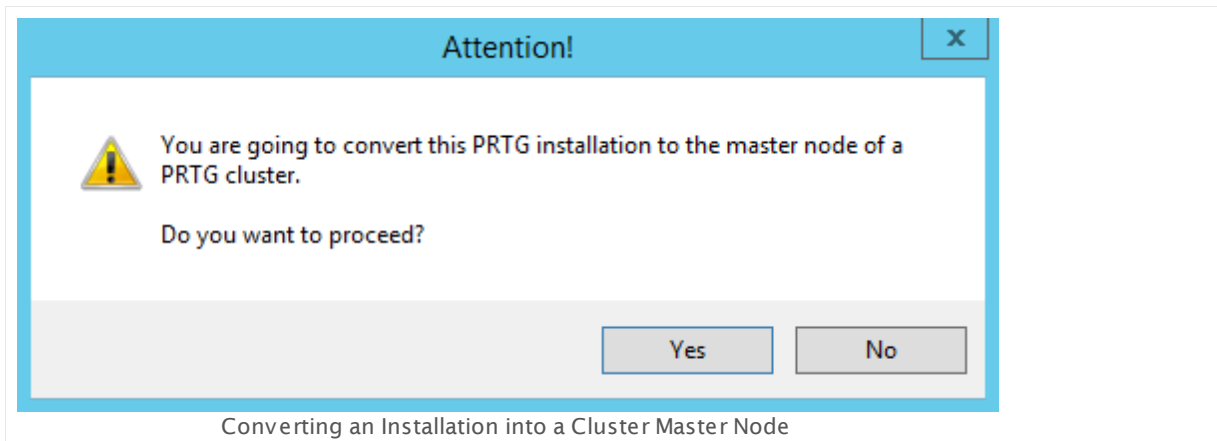 Attention!
x
You are going to convert this PRTG installation to the master node of a
PRTG cluster.
Do you want to proceed?
Yes
No
Converting an Installation into a Cluster Master Node